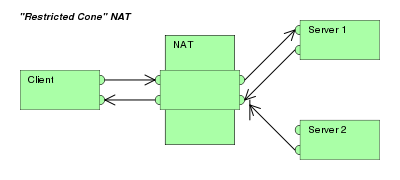 "Restricted Cone" NAT
NAT
Server 1
Client
Server 2